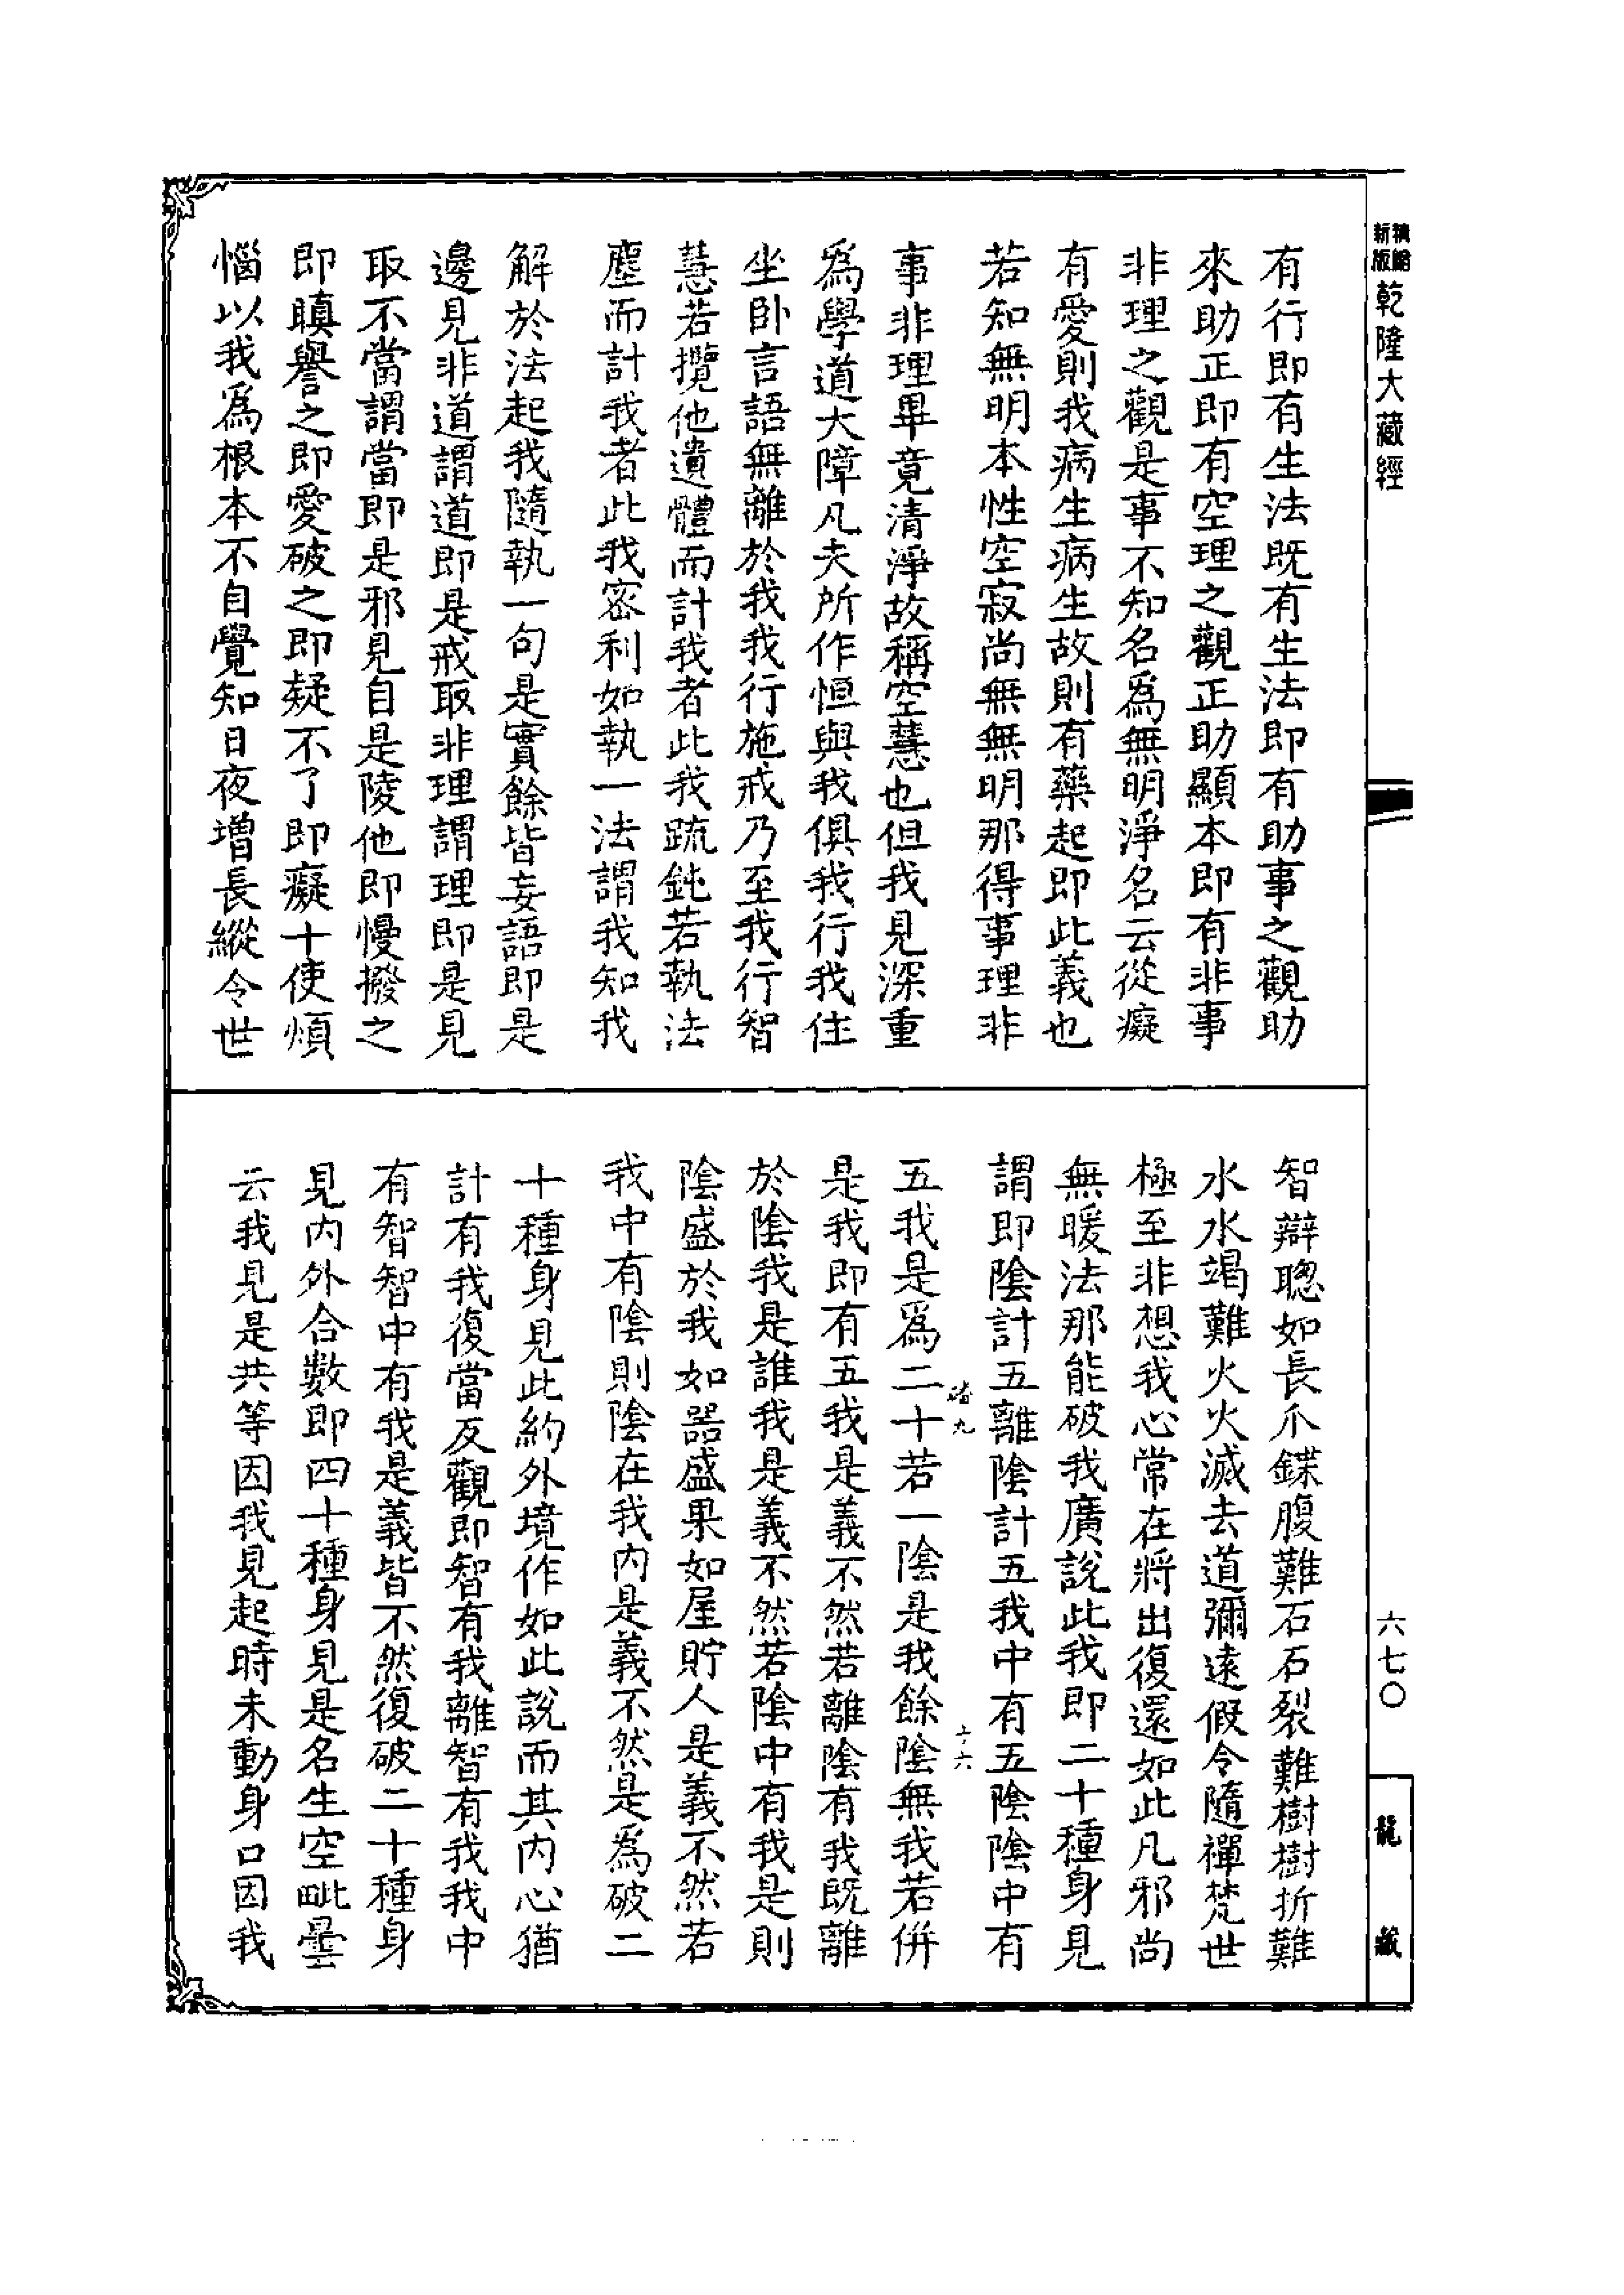 新版精縮乾隆大藏經
六七〇
龍藏
有行即有生法既有生法即有助事之觀助
來助正即有空理之觀正助顯本即有非事
非理之觀是事不知名爲無明淨名云從癡
有愛則我病生病生故則有藥起即此義也
若知無明本性空寂尚無無明那得事理非
事非理畢竟清淨故稱空慧也但我見深重
爲學道大障凡夫所作恒與我俱我行我住
坐卧言語無離於我我行施戒乃至我行智
慧若攬他遺體而計我者此我疏鈍若執法
塵而計我者此我密利如執一法謂我知我
解於法起我隨執一句是實餘皆妄語即是
邊見非道謂道即是戒取非理謂理即是見
取不當謂當即是邪見自是陵他即慢撥之
即瞋譽之即愛破之即疑不了即癡十使煩
惱以我爲根本不自覺知日夜增長縱令世
智辯聰如長爪鍱腹難石石裂難樹樹折難
水水竭難火火滅去道彌遠假令隨禪梵世
極至非想我心常在將出復還如此凡邪尚
無暖法那能破我廣說此我即二十種身見
謂即陰計五離陰計五我中有五陰陰中有
五我是爲二十若一陰是我餘陰無我若併
是我即有五我是義不然若離陰有我既離
於陰我是誰我是義不然若陰中有我是則
陰盛於我如器盛果如屋貯人是義不然若
我中有陰則陰在我內是義不然是爲破二
十種身見此約外境作如此說而其內心猶
計有我復當反觀即智有我離智有我我中
有智智中有我是義皆不然復破二十種身
見內外合數即四十種身見是名生空毗曇
云我見是共等因我見起時未動身口因我
九
十六